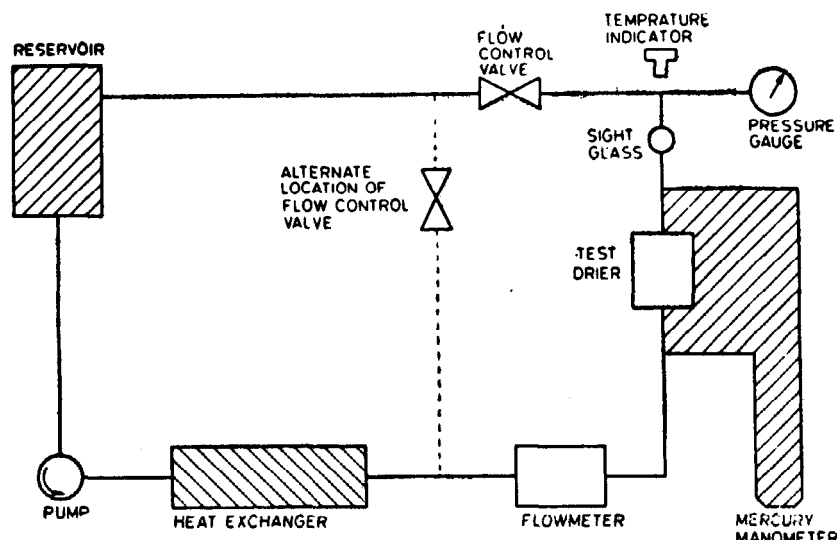 RESERVOIR
FLOW
CONTROL
VALVE
TEMPRATURE
INDICATOR
PRESSURE
GAUGE
SIGHT
GLASS
ALTERNATE
LOCATION OF
FLOW CONTROL
VALVE
TEST
DRIER
PUMP
HEAT EXCHANGER
FLOWMETER
MERCURY
MANOMETER